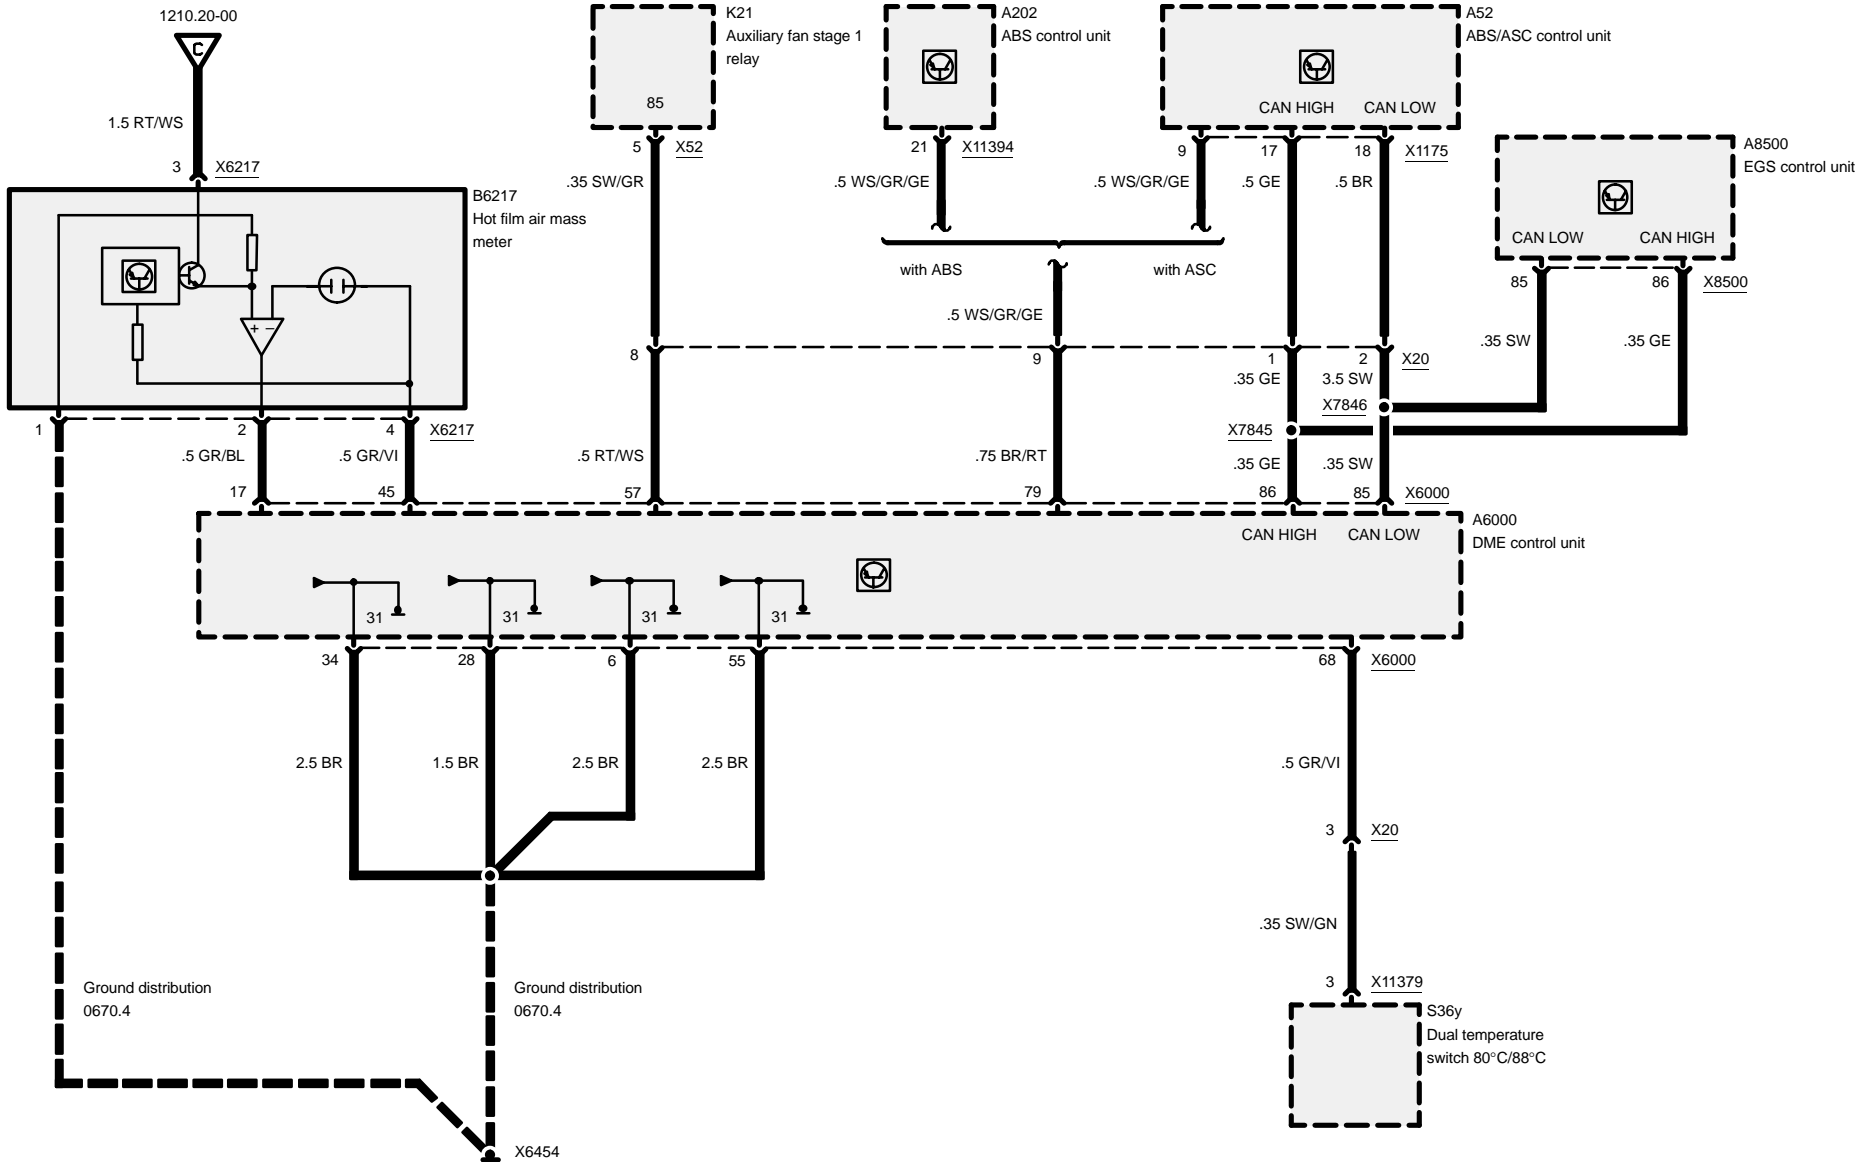 1210.20-00
C
1.5 RT/WS
3 X6217
B6217
Hot film air mass
meter
+ −
1 2 4 X6217
.5 GR/BL .5 GR/VI
17 45
K21
Auxiliary fan stage 1
relay
85
5 X52
.35 SW/GR
8
.5 RT/WS
57
A202
ABS control unit
21 X11394
.5 WS/GR/GE
with ABS
A52
ABS/ASC control unit
CAN HIGH CAN LOW
9 17 18 X1175
.5 WS/GR/GE .5 GE .5 BR
with ASC
.5 WS/GR/GE
9 1 2 X20
.35 GE 3.5 SW
X7846
X7845
.75 BR/RT .35 GE .35 SW
79 86 85 X6000
A8500
EGS control unit
CAN LOW CAN HIGH
85 86 X8500
.35 SW .35 GE
A6000
DME control unit
CAN HIGH CAN LOW
31 31 31 31
34 28 6 55 68 X6000
2.5 BR 1.5 BR 2.5 BR 2.5 BR .5 GR/VI
3 X20
.35 SW/GN
3 X11379
S36y
Dual temperature
switch 80°C/88°C
Ground distribution
0670.4
Ground distribution
0670.4
X6454